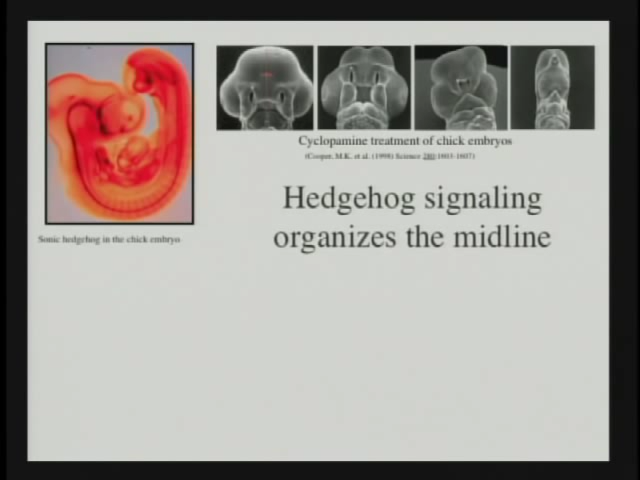 Cyclopamine treatment of chick embryos
(Cooper, M.K. et al. (1998) Science 280:1603-1607)
Hedgehog signaling
organizes the midline
Sonic hedgehog in the chick embryo